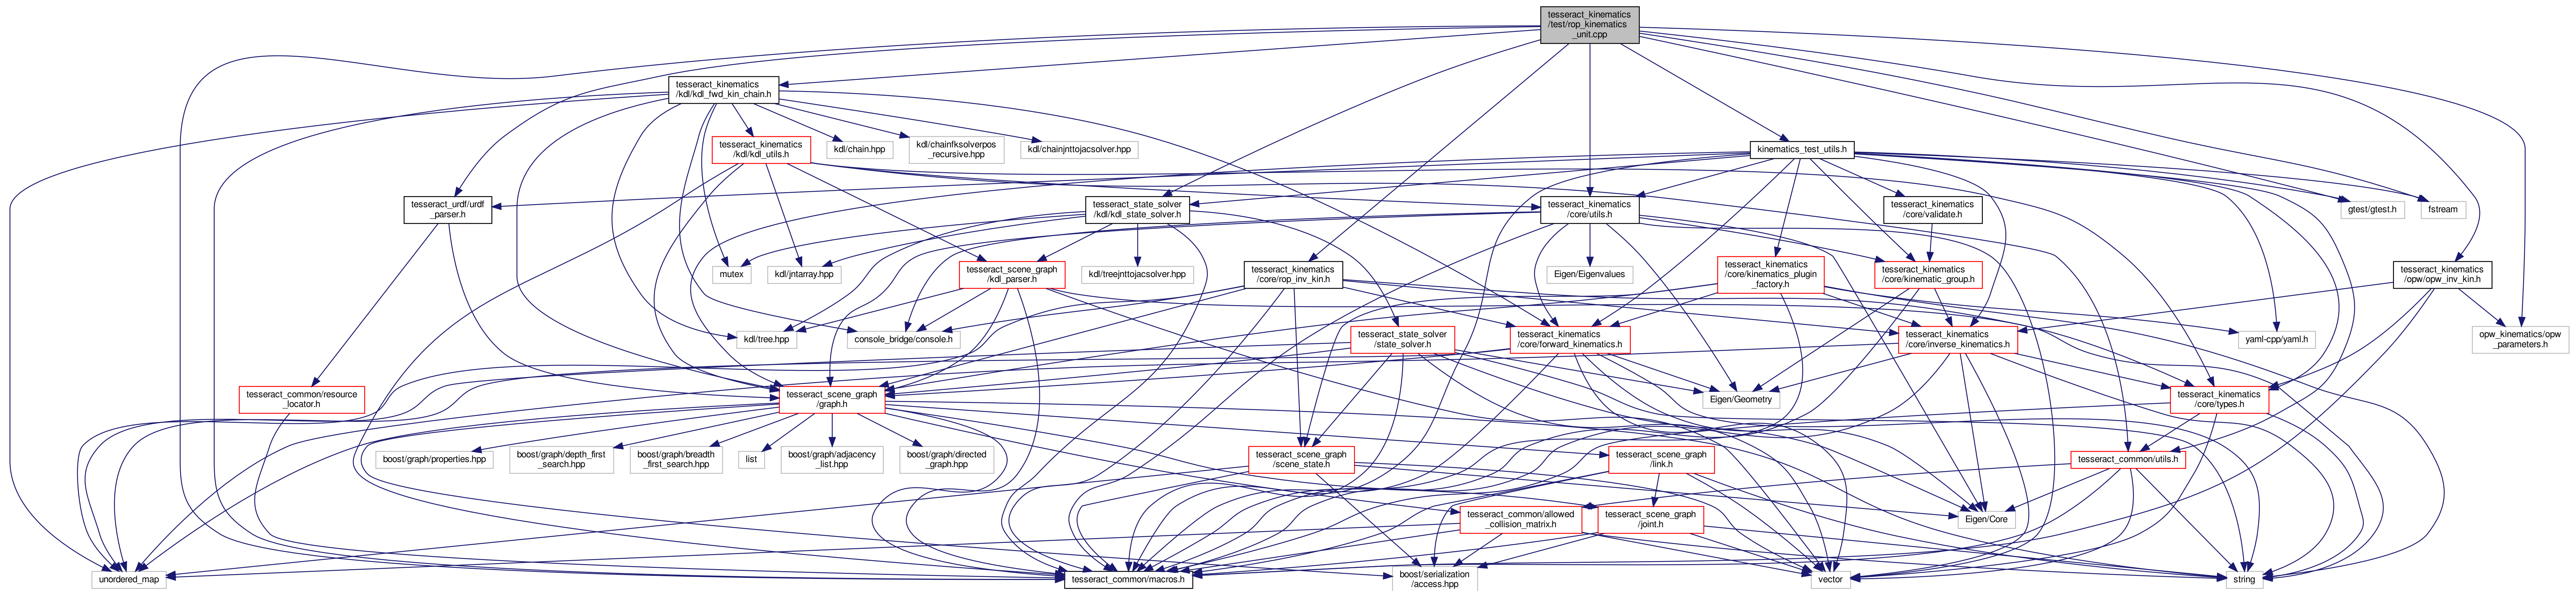 tesseract_kinematics
/test/rop_kinematics
_unit.cpp
tesseract_kinematics
/kdl/kdl_fwd_kin_chain.h
tesseract_kinematics
/kdl/kdl_utils.h
kdl/chain.hpp
kdl/chainfksolverpos
_recursive.hpp
kdl/chainjnttojacsolver.hpp
kinematics_test_utils.h
tesseract_urdf/urdf
_parser.h
tesseract_state_solver
/kdl/kdl_state_solver.h
tesseract_kinematics
/core/utils.h
tesseract_kinematics
/core/validate.h
gtest/gtest.h
fstream
mutex
kdl/jntarray.hpp
tesseract_scene_graph
/kdl_parser.h
kdl/treejnttojacsolver.hpp
tesseract_kinematics
/core/rop_inv_kin.h
Eigen/Eigenvalues
tesseract_kinematics
/core/kinematics_plugin
_factory.h
tesseract_kinematics
/core/kinematic_group.h
tesseract_kinematics
/opw/opw_inv_kin.h
kdl/tree.hpp
console_bridge/console.h
tesseract_state_solver
/state_solver.h
tesseract_kinematics
/core/forward_kinematics.h
tesseract_kinematics
/core/inverse_kinematics.h
yaml-cpp/yaml.h
opw_kinematics/opw
_parameters.h
tesseract_common/resource
_locator.h
tesseract_scene_graph
/graph.h
Eigen/Geometry
tesseract_kinematics
/core/types.h
boost/graph/properties.hpp
boost/graph/depth_first
_search.hpp
boost/graph/breadth
_first_search.hpp
list
boost/graph/adjacency
_list.hpp
boost/graph/directed
_graph.hpp
tesseract_scene_graph
/scene_state.h
tesseract_scene_graph
/link.h
tesseract_common/utils.h
tesseract_common/allowed
_collision_matrix.h
tesseract_scene_graph
/joint.h
Eigen/Core
unordered_map
tesseract_common/macros.h
boost/serialization
/access.hpp
vector
string